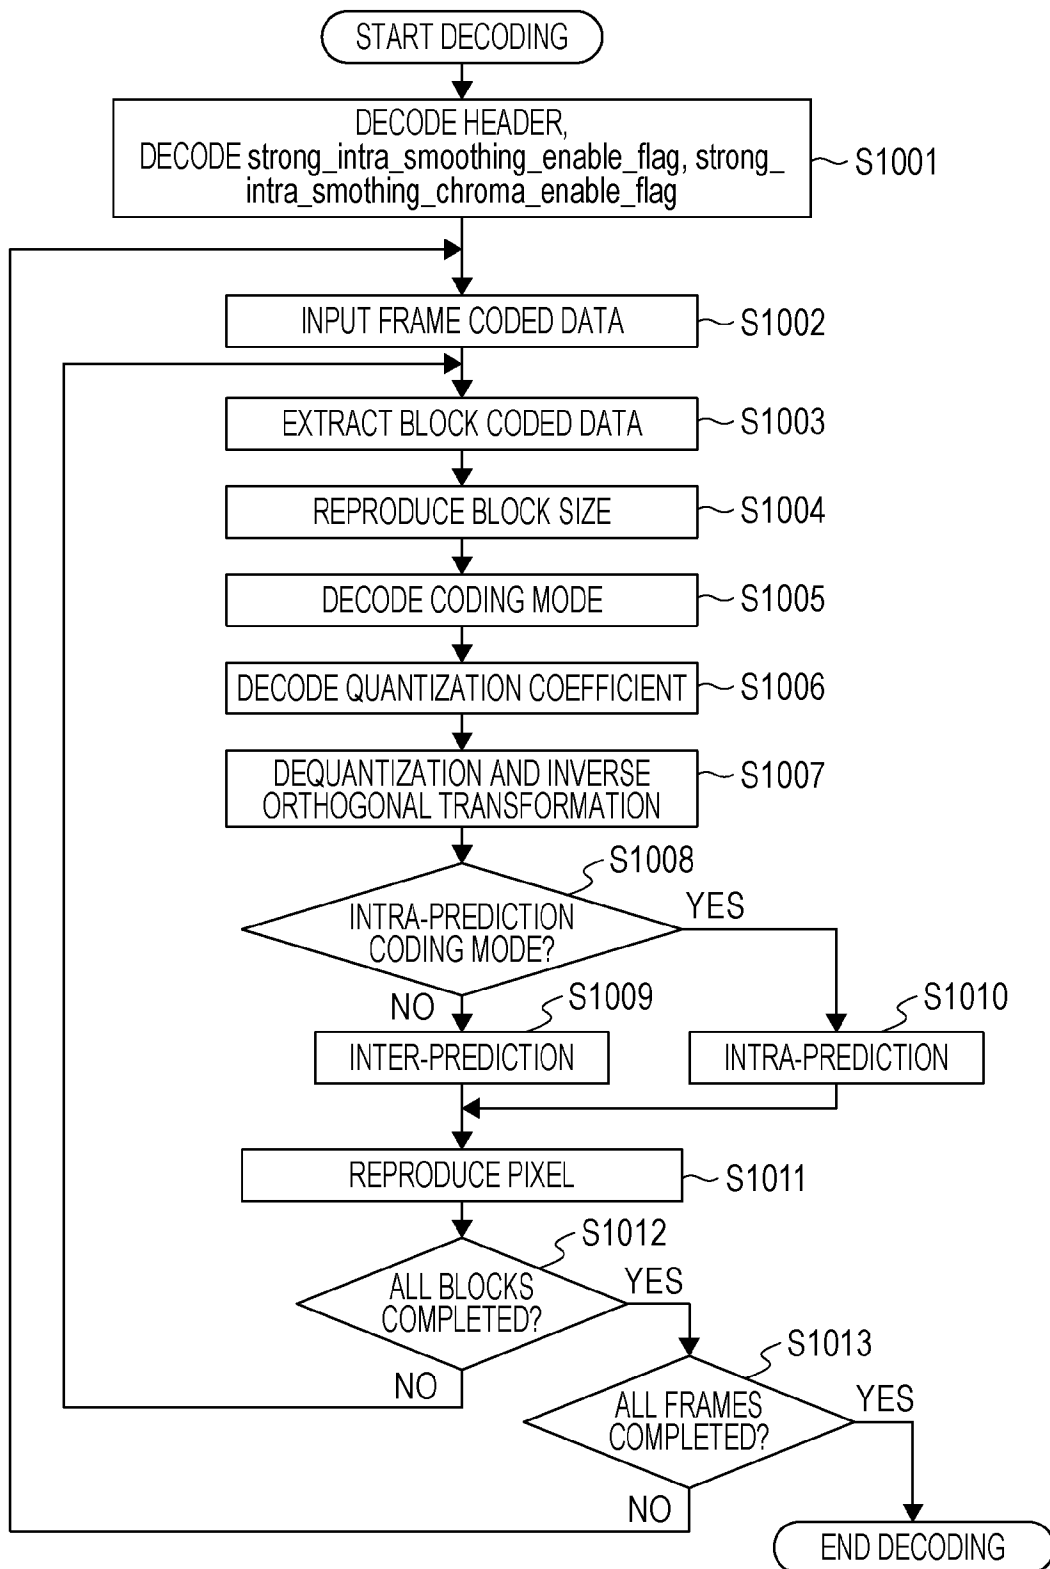 START DECODING
DECODE HEADER,
DECODE strong_intra_smoothing_enable_flag, strong_
intra_smothing_chroma_enable_flag
S1001
INPUT FRAME CODED DATA
S1002
EXTRACT BLOCK CODED DATA
S1003
REPRODUCE BLOCK SIZE
S1004
DECODE CODING MODE
S1005
DECODE QUANTIZATION COEFFICIENT
S1006
DEQUANTIZATION AND INVERSE
ORTHOGONAL TRANSFORMATION
S1007
S1008
INTRA-PREDICTION
CODING MODE?
YES
NO
S1009
INTER-PREDICTION
S1010
INTRA-PREDICTION
REPRODUCE PIXEL
S1011
S1012
ALL BLOCKS
COMPLETED?
YES
NO
S1013
ALL FRAMES
COMPLETED?
YES
NO
END DECODING